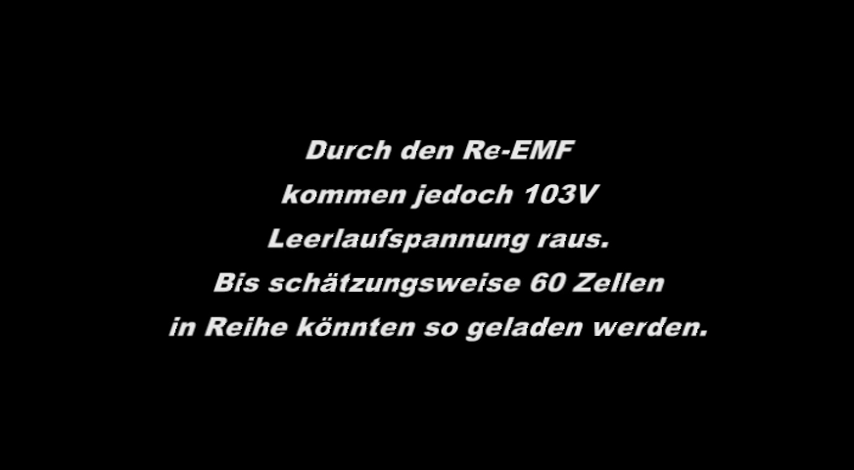 Durch den Re-EMF
kommen jedoch 103V
Leerlaufspannung raus.
Bis schätzungsweise 60 Zellen
in Reihe könnten so geladen werden.